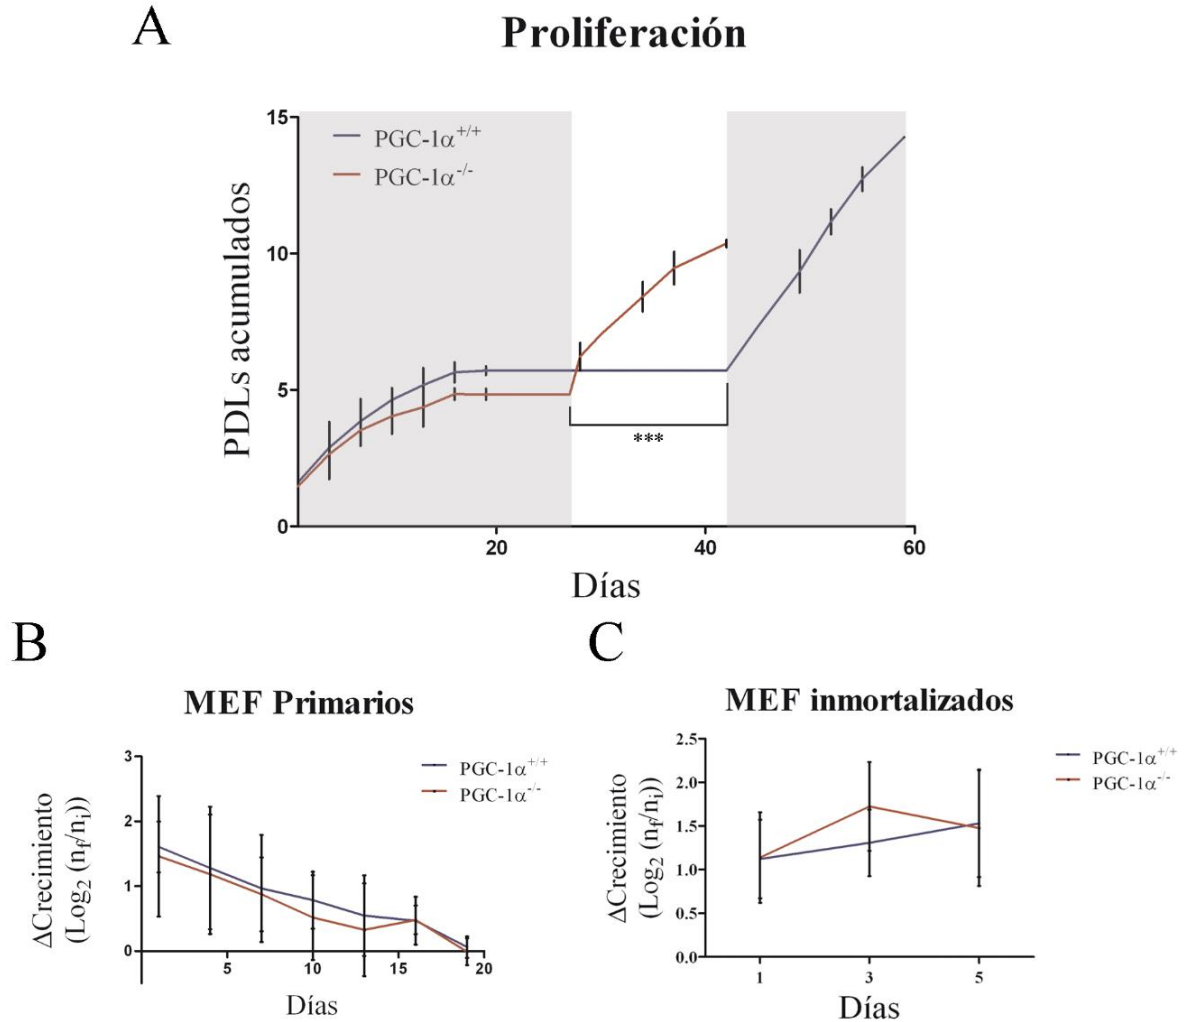 A
Proliferación
15
10
5
0
PDLs acumulados
PGC-1α+/+
PGC-1α-/-
***
20
40
60
Días
B
MEF Primarios
3
2
1
0
ΔCrecimiento
(Log2 (nf/ni))
PGC-1α+/+
PGC-1α-/-
5
10
15
20
Días
C
MEF inmortalizados
2.5
2.0
1.5
1.0
0.5
0.0
ΔCrecimiento
(Log2 (nf/ni))
PGC-1α+/+
PGC-1α-/-
1
3
5
Días